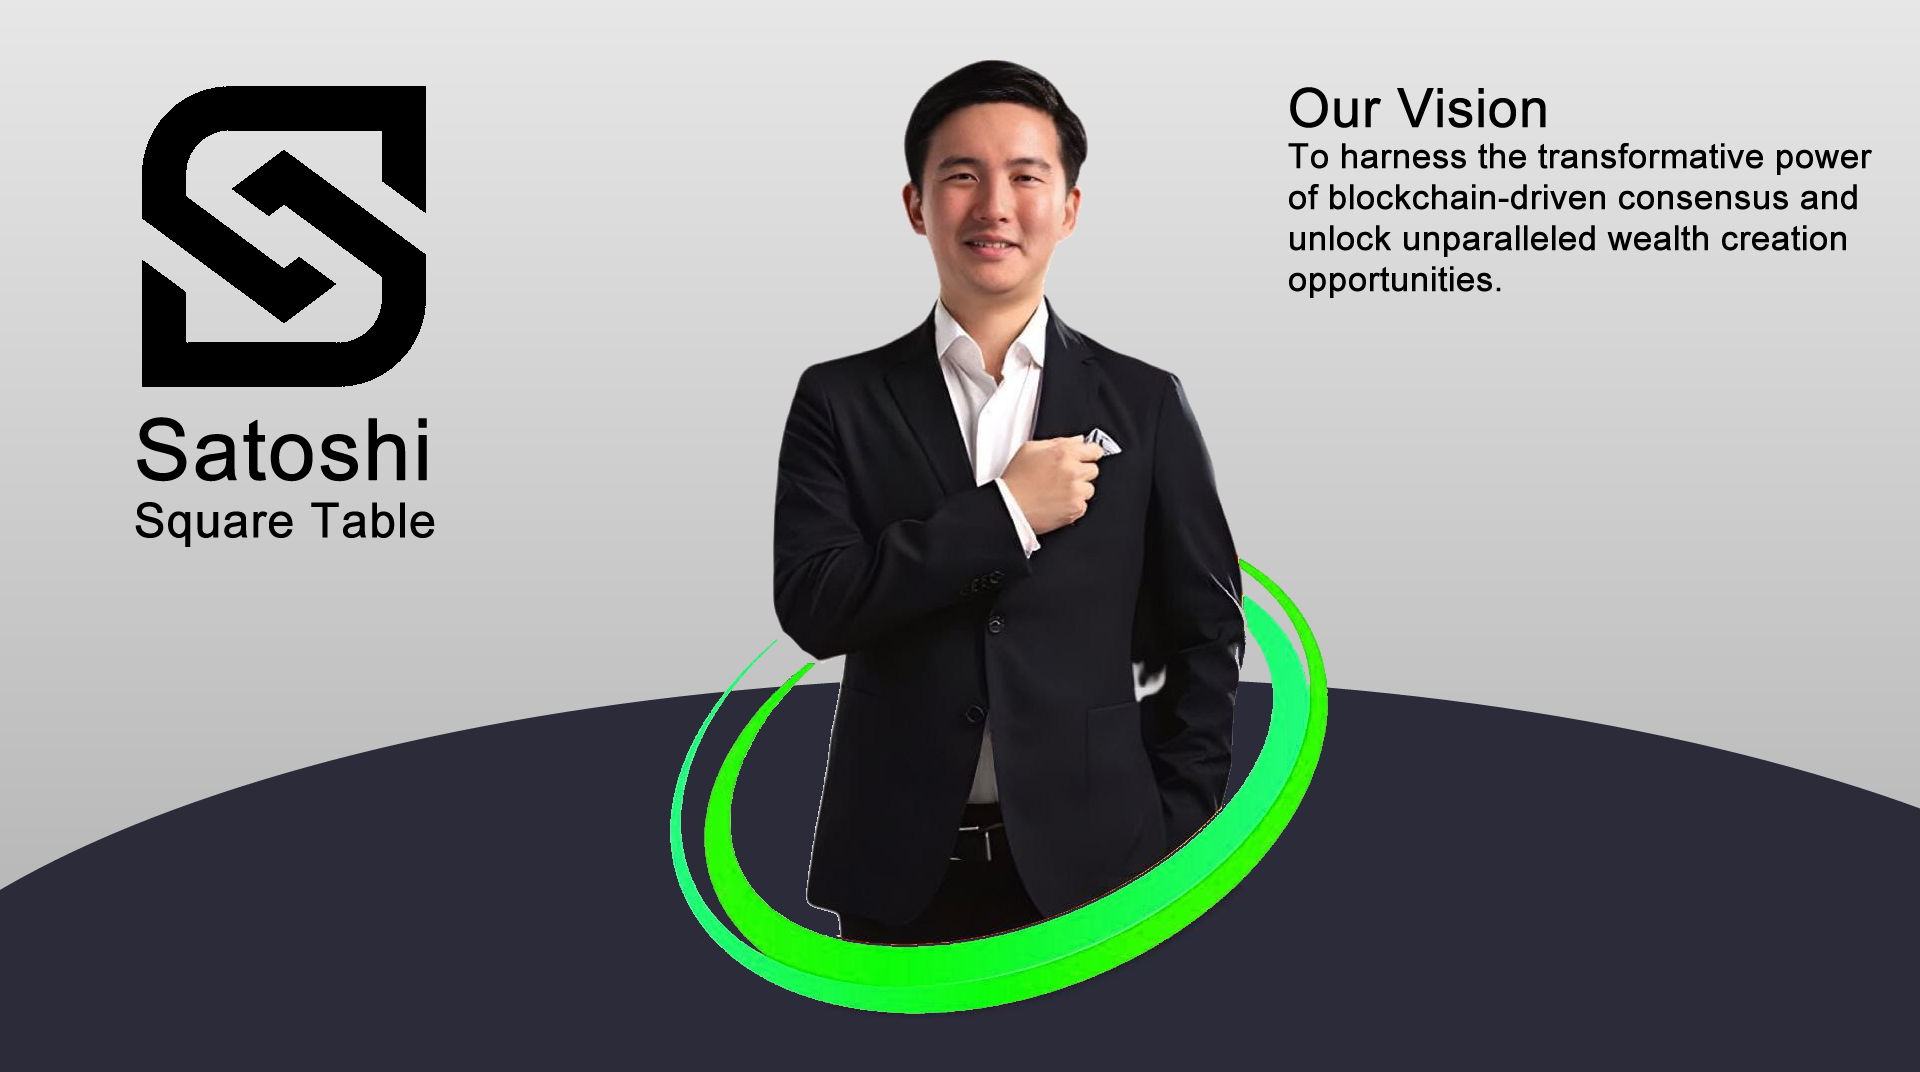 Satoshi
Square Table
Our Vision
To harness the transformative power
of blockchain-driven consensus and
unlock unparalleled wealth creation
opportunities.